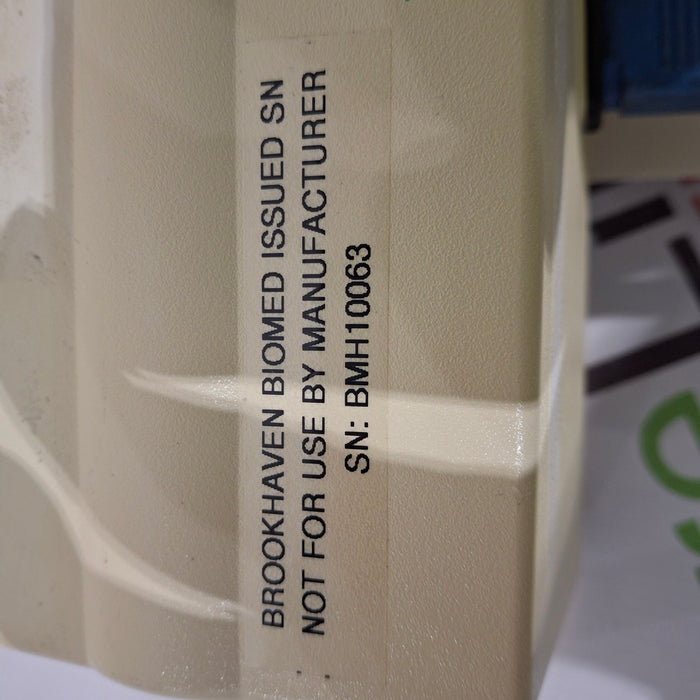 BROOKHAVEN BIOMED ISSUED SN
NOT FOR USE BY MANUFACTURER
SN: BMH10063